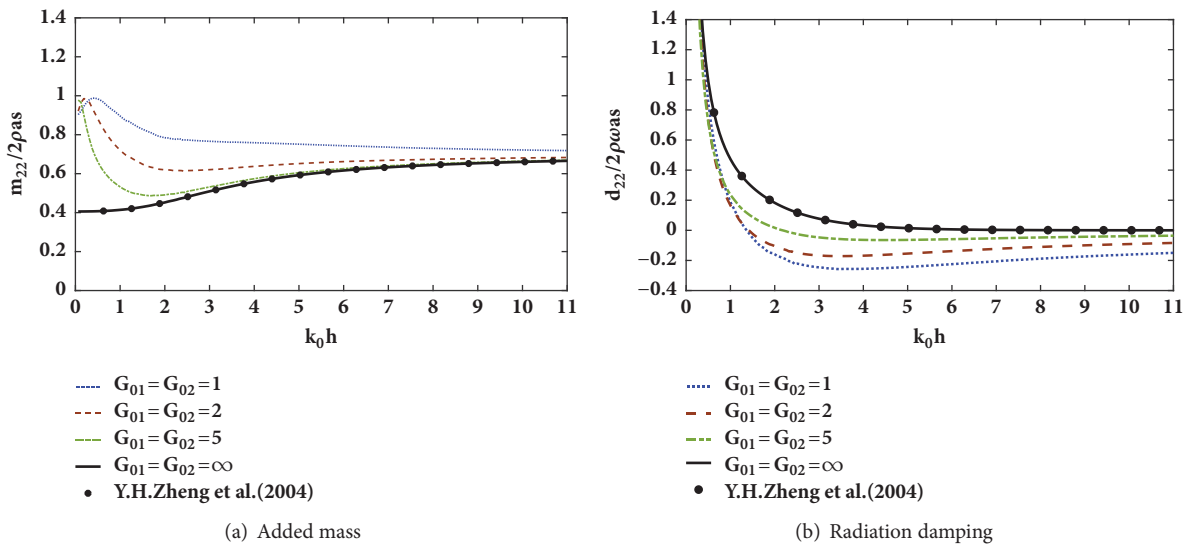 1.4
1.2
1
0.8
0.6
0.4
0.2
0
m₂₂/2ρas
0 1 2 3 4 5 6 7 8 9 10 11
k₀h
G₀₁ = G₀₂ = 1
G₀₁ = G₀₂ = 2
G₀₁ = G₀₂ = 5
G₀₁ = G₀₂ = ∞
Y.H.Zheng et al.(2004)
(a) Added mass
1.4
1.2
1
0.8
0.6
0.4
0.2
0
−0.2
−0.4
d₂₂/2ρωas
0 1 2 3 4 5 6 7 8 9 10 11
k₀h
G₀₁ = G₀₂ = 1
G₀₁ = G₀₂ = 2
G₀₁ = G₀₂ = 5
G₀₁ = G₀₂ = ∞
Y.H.Zheng et al.(2004)
(b) Radiation damping